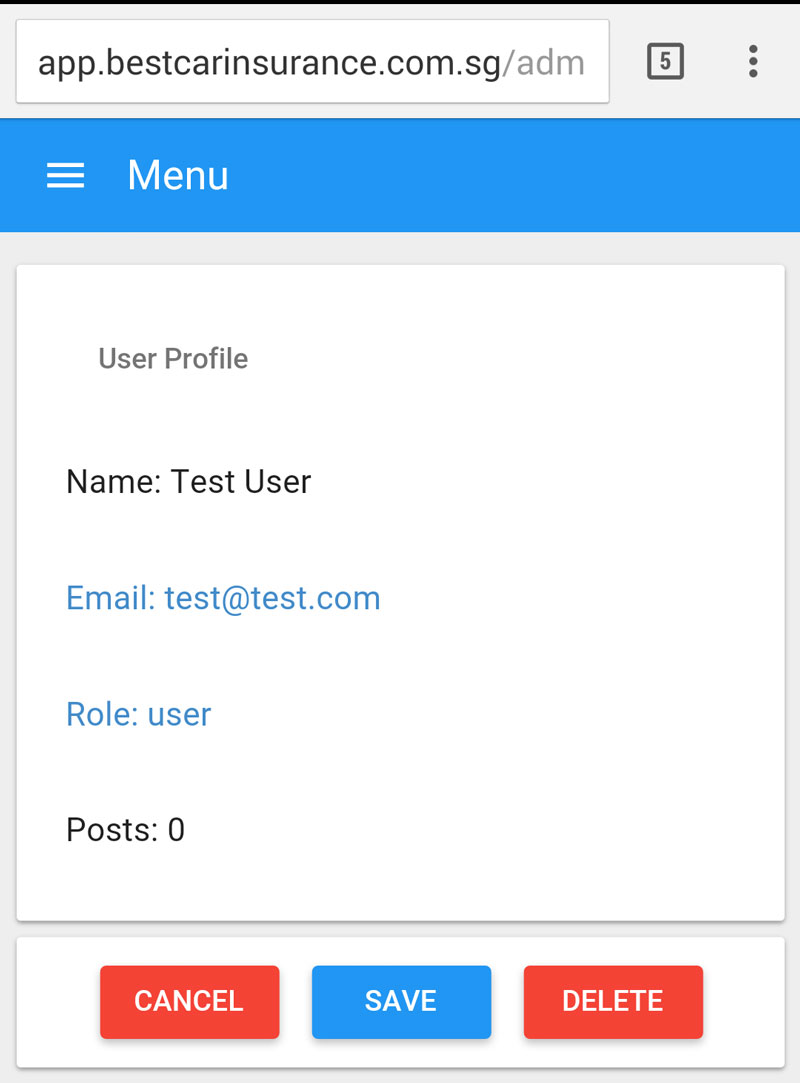 app.bestcarinsurance.com.sg/adm
5
Menu
User Profile
Name: Test User
Email: test@test.com
Role: user
Posts: 0
CANCEL SAVE DELETE